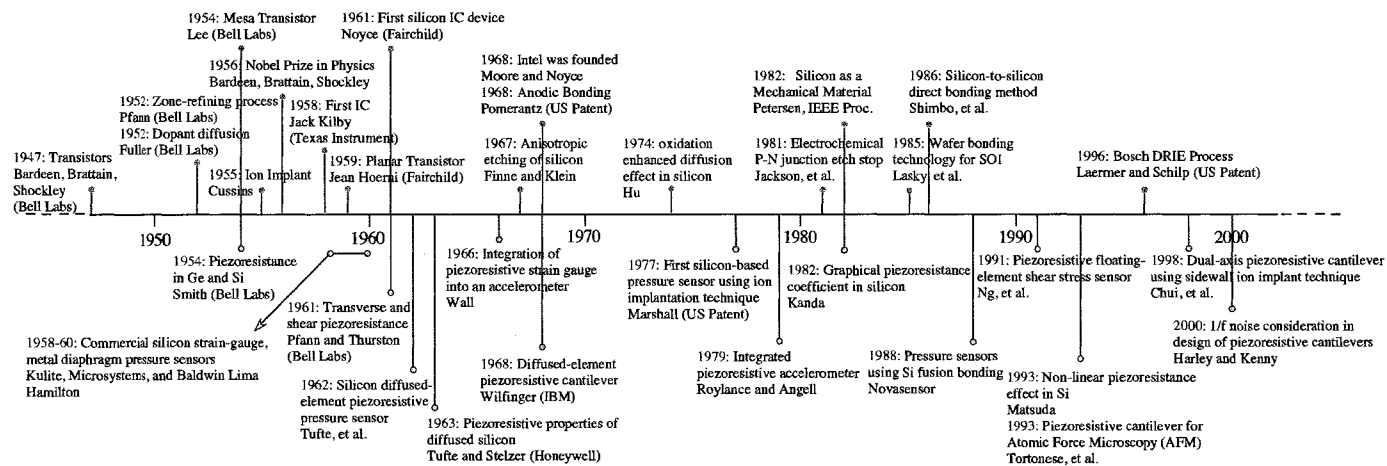 1954: Mesa Transistor
Lee (Bell Labs)
1961: First silicon IC device
Noyce (Fairchild)
1956: Nobel Prize in Physics
Bardeen, Brattain, Shockley
1968: Intel was founded
Moore and Noyce
1968: Anodic Bonding
Pomerantz (US Patent)
1982: Silicon as a
Mechanical Material
Petersen, IEEE Proc.
1986: Silicon-to-silicon
direct bonding method
Shimbo, et al.
1952: Zone-refining process
Pfann (Bell Labs)
1952: Dopant diffusion
Fuller (Bell Labs)
1958: First IC
Jack Kilby
(Texas Instrument)
1947: Transistors
Bardeen, Brattain,
Shockley
(Bell Labs)
1955: Ion Implant
Cussins
1959: Planar Transistor
Jean Hoerni (Fairchild)
1967: Anisotropic
etching of silicon
Finne and Klein
1974: oxidation
enhanced diffusion
effect in silicon
Hu
1981: Electrochemical
P-N junction etch stop
Jackson, et al.
1985: Wafer bonding
technology for SOI
Lasky, et al.
1996: Bosch DRIE Process
Laermer and Schilp (US Patent)
1950
1960
1970
1980
1990
2000
1954: Piezoresistance
in Ge and Si
Smith (Bell Labs)
1966: Integration of
piezoresistive strain gauge
into an accelerometer
Wall
1977: First silicon-based
pressure sensor using ion
implantation technique
Marshall (US Patent)
1982: Graphical piezoresistance
coefficient in silicon
Kanda
1991: Piezoresistive floating-
element shear stress sensor
Ng, et al.
1998: Dual-axis piezoresistive cantilever
using sidewall ion implant technique
Chui, et al.
1961: Transverse and
shear piezoresistance
Pfann and Thurston
(Bell Labs)
2000: 1/f noise consideration in
design of piezoresistive cantilevers
Harley and Kenny
1958-60: Commercial silicon strain-gauge,
metal diaphragm pressure sensors
Kulite, Microsystems, and Baldwin Lima
Hamilton
1968: Diffused-element
piezoresistive cantilever
Wilfinger (IBM)
1979: Integrated
piezoresistive accelerometer
Roylance and Angell
1988: Pressure sensors
using Si fusion bonding
Novasensor
1962: Silicon diffused-
element piezoresistive
pressure sensor
Tufte, et al.
1993: Non-linear piezoresistance
effect in Si
Matsuda
1993: Piezoresistive cantilever for
Atomic Force Microscopy (AFM)
Tortonese, et al.
1963: Piezoresistive properties of
diffused silicon
Tufte and Stelzer (Honeywell)